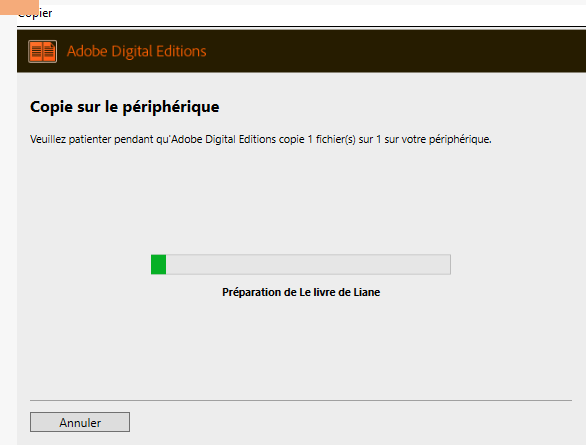 Copier
Adobe Digital Editions
Copie sur le périphérique
Veuillez patienter pendant qu'Adobe Digital Editions copie 1 fichier(s) sur 1 sur votre périphérique.
Préparation de Le livre de Liane
Annuler